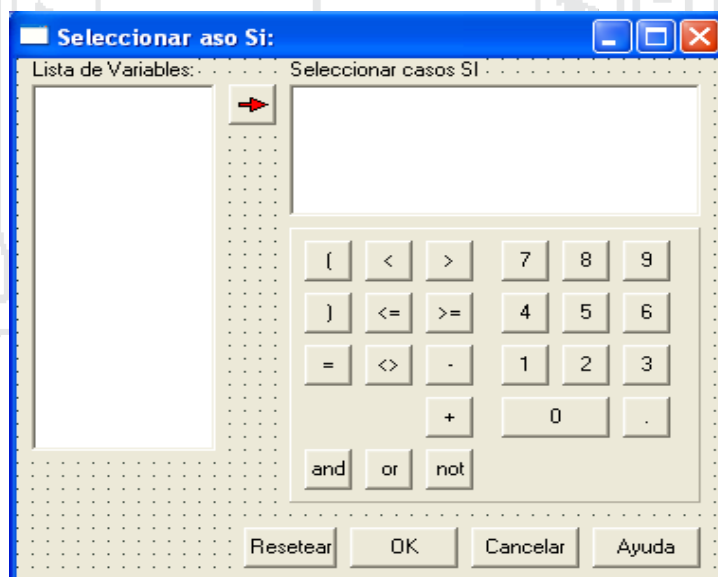 Seleccionar aso Si:
Lista de Variables:
Seleccionar casos SI
( < > 7 8 9
) <= >= 4 5 6
= <> - 1 2 3
+ 0 .
and or not
Resetear OK Cancelar Ayuda